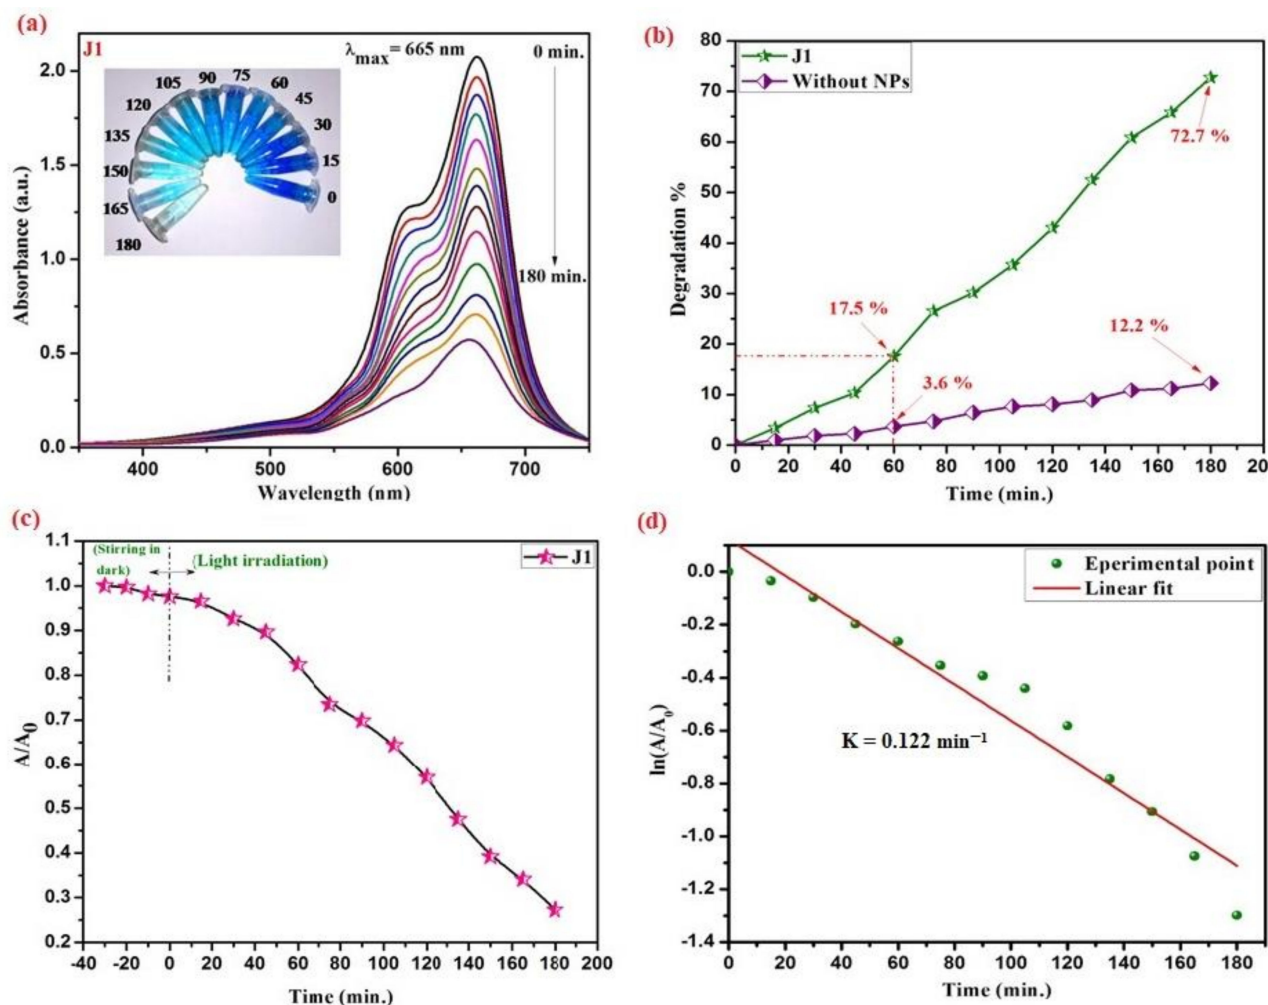 (a)
J1
λmax = 665 nm
0 min.
180 min.
0
15
30
45
60
75
90
105
120
135
150
165
180
2.0
1.5
1.0
0.5
0.0
Absorbance (a.u.)
400
500
600
700
Wavelength (nm)
(b)
J1
Without NPs
72.7 %
17.5 %
12.2 %
3.6 %
80
70
60
50
40
30
20
10
0
Degradation %
0 20 40 60 80 100 120 140 160 180 20
Time (min.)
(c)
(Stirring in
dark)
(Light irradiation)
J1
1.1
1.0
0.9
0.8
0.7
0.6
0.5
0.4
0.3
0.2
A/A0
-40 -20 0 20 40 60 80 100 120 140 160 180 200
Time (min.)
(d)
Eperimental point
Linear fit
K = 0.122 min⁻¹
0.0
-0.2
-0.4
-0.6
-0.8
-1.0
-1.2
-1.4
ln(A/A0)
0 20 40 60 80 100 120 140 160 180
Time (min.)